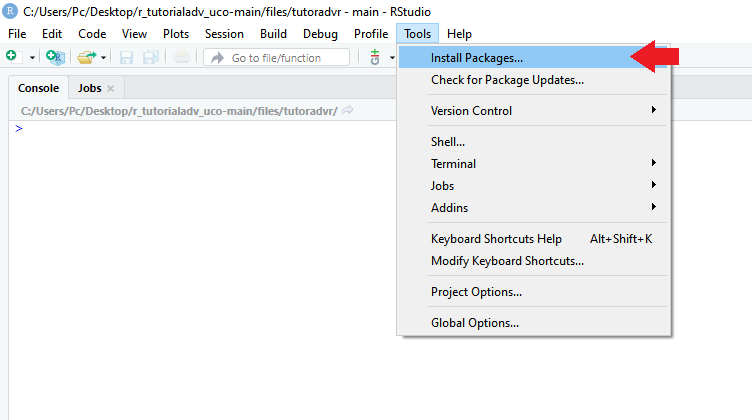 R C:/Users/Pc/Desktop/r_tutorialadv_uco-main/files/tutoradvr - main - RStudio
File Edit Code View Plots Session Build Debug Profile Tools Help
R Go to file/function
Console Jobs
C:/Users/Pc/Desktop/r_tutorialadv_uco-main/files/tutoradvr/
>
Install Packages...
Check for Package Updates...
Version Control
Shell...
Terminal
Jobs
Addins
Keyboard Shortcuts Help Alt+Shift+K
Modify Keyboard Shortcuts...
Project Options...
Global Options...